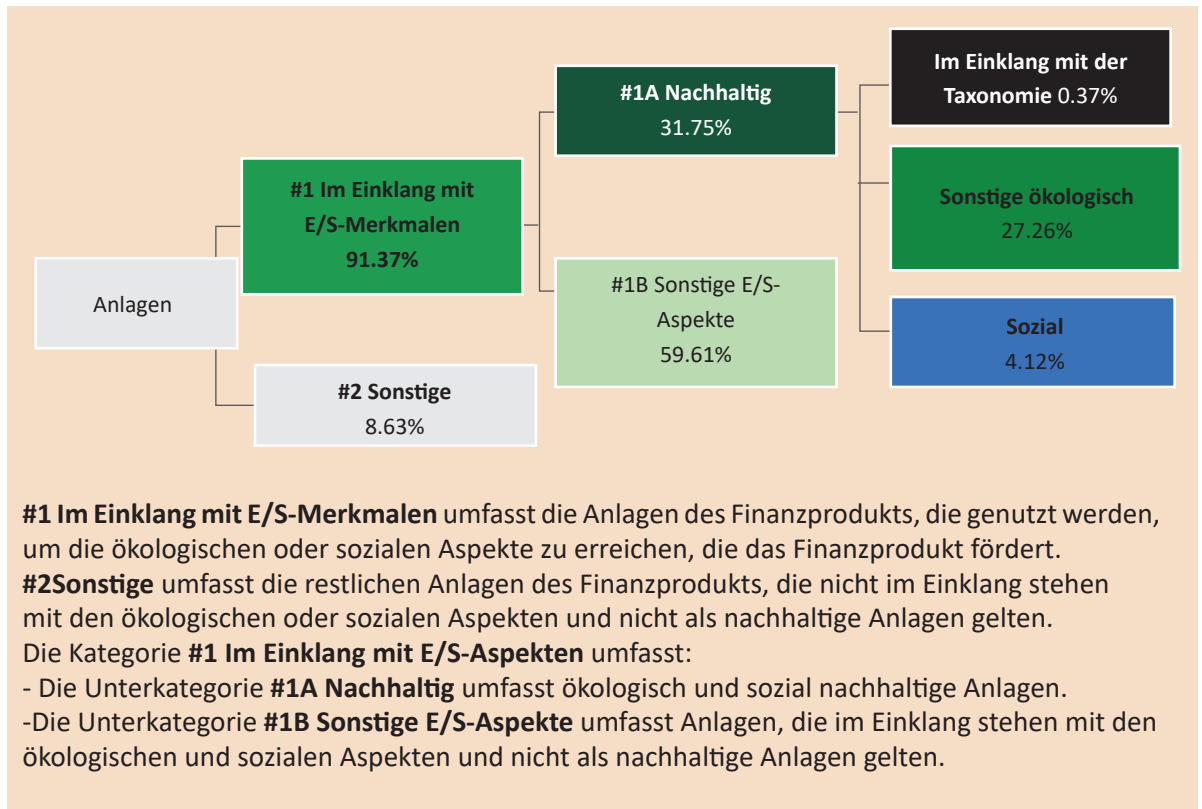 Anlagen
#1 Im Einklang mit
E/S-Merkmalen
91.37%
#2 Sonstige
8.63%
#1A Nachhaltig
31.75%
#1B Sonstige E/S-
Aspekte
59.61%
Im Einklang mit der
Taxonomie 0.37%
Sonstige ökologisch
27.26%
Sozial
4.12%
#1 Im Einklang mit E/S-Merkmalen umfasst die Anlagen des Finanzprodukts, die genutzt werden,
um die ökologischen oder sozialen Aspekte zu erreichen, die das Finanzprodukt fördert.
#2Sonstige umfasst die restlichen Anlagen des Finanzprodukts, die nicht im Einklang stehen
mit den ökologischen oder sozialen Aspekten und nicht als nachhaltige Anlagen gelten.
Die Kategorie #1 Im Einklang mit E/S-Aspekten umfasst:
- Die Unterkategorie #1A Nachhaltig umfasst ökologisch und sozial nachhaltige Anlagen.
-Die Unterkategorie #1B Sonstige E/S-Aspekte umfasst Anlagen, die im Einklang stehen mit den
ökologischen und sozialen Aspekten und nicht als nachhaltige Anlagen gelten.